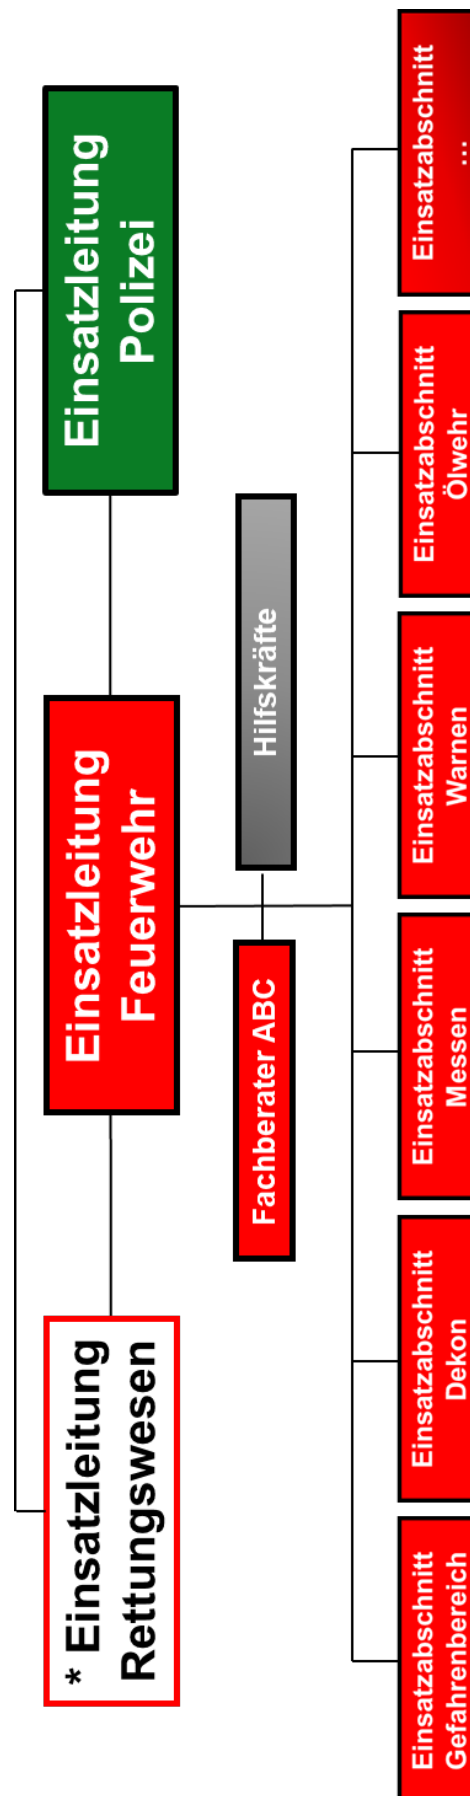 * Einsatzleitung
Rettungswesen
Einsatzleitung
Feuerwehr
Einsatzleitung
Polizei
Fachberater ABC
Hilfskräfte
Einsatzabschnitt
Gefahrenbereich
Einsatzabschnitt
Dekon
Einsatzabschnitt
Messen
Einsatzabschnitt
Warnen
Einsatzabschnitt
Ölwehr
Einsatzabschnitt
...